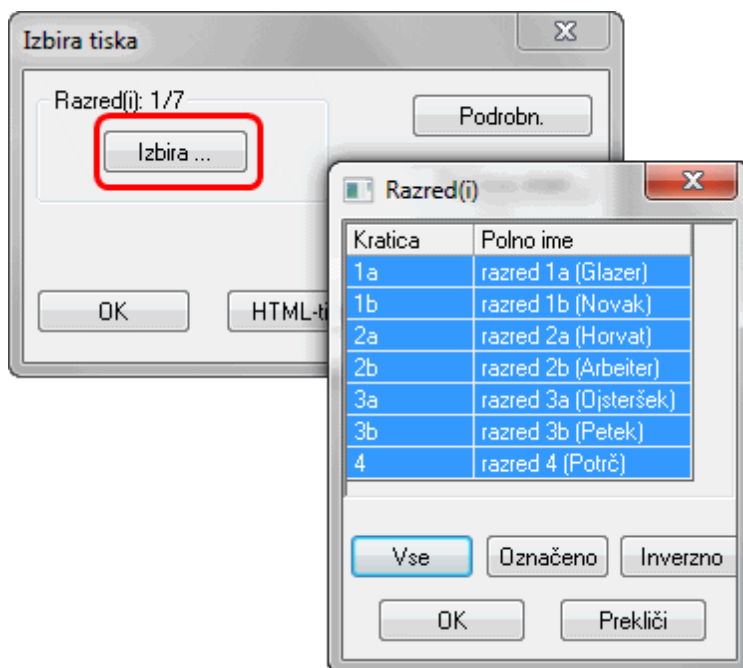 Izbira tiska
Razred(i): 1/7
Izbira ...
Podrobn.
OK
Razred(i)
Kratica Polno ime
1a razred 1a (Glazer)
1b razred 1b (Novak)
2a razred 2a (Horvat)
2b razred 2b (Arbeiter)
3a razred 3a (Ojsteršek)
3b razred 3b (Petek)
4 razred 4 (Potrč)
Vse Označeno Inverzno
OK Prekliči